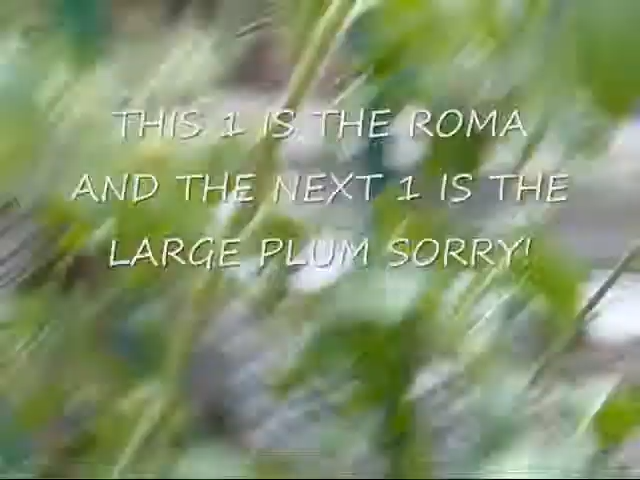 THIS 1 IS THE ROMA
AND THE NEXT 1 IS THE
LARGE PLUM SORRY!